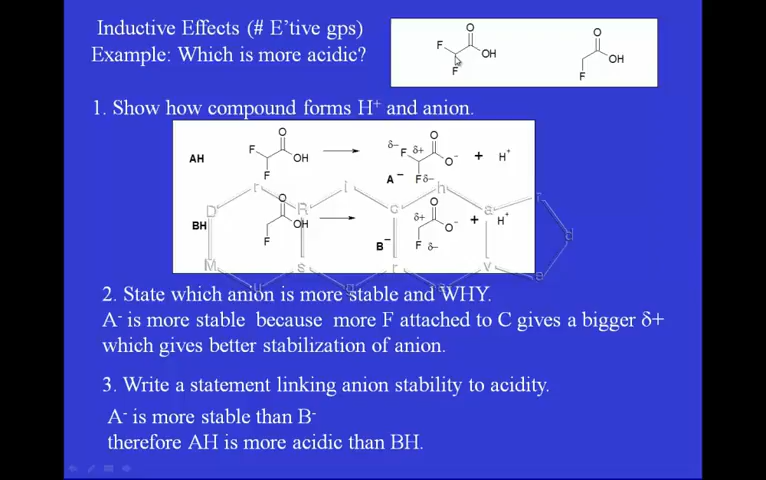 Inductive Effects (# E'tive gps)
Example: Which is more acidic?
F
F
O
OH
F
O
OH
1. Show how compound forms H⁺ and anion.
AH
F
F
O
OH
δ–
F
δ+
O
O⁻
Fδ–
+
H⁺
A⁻
BH
F
O
OH
δ+
O
O⁻
F
δ–
+
H⁺
B⁻
D r R i c h a r d
M u s g r a v e
2. State which anion is more stable and WHY.
A⁻ is more stable because more F attached to C gives a bigger δ+
which gives better stabilization of anion.
3. Write a statement linking anion stability to acidity.
A⁻ is more stable than B⁻
therefore AH is more acidic than BH.